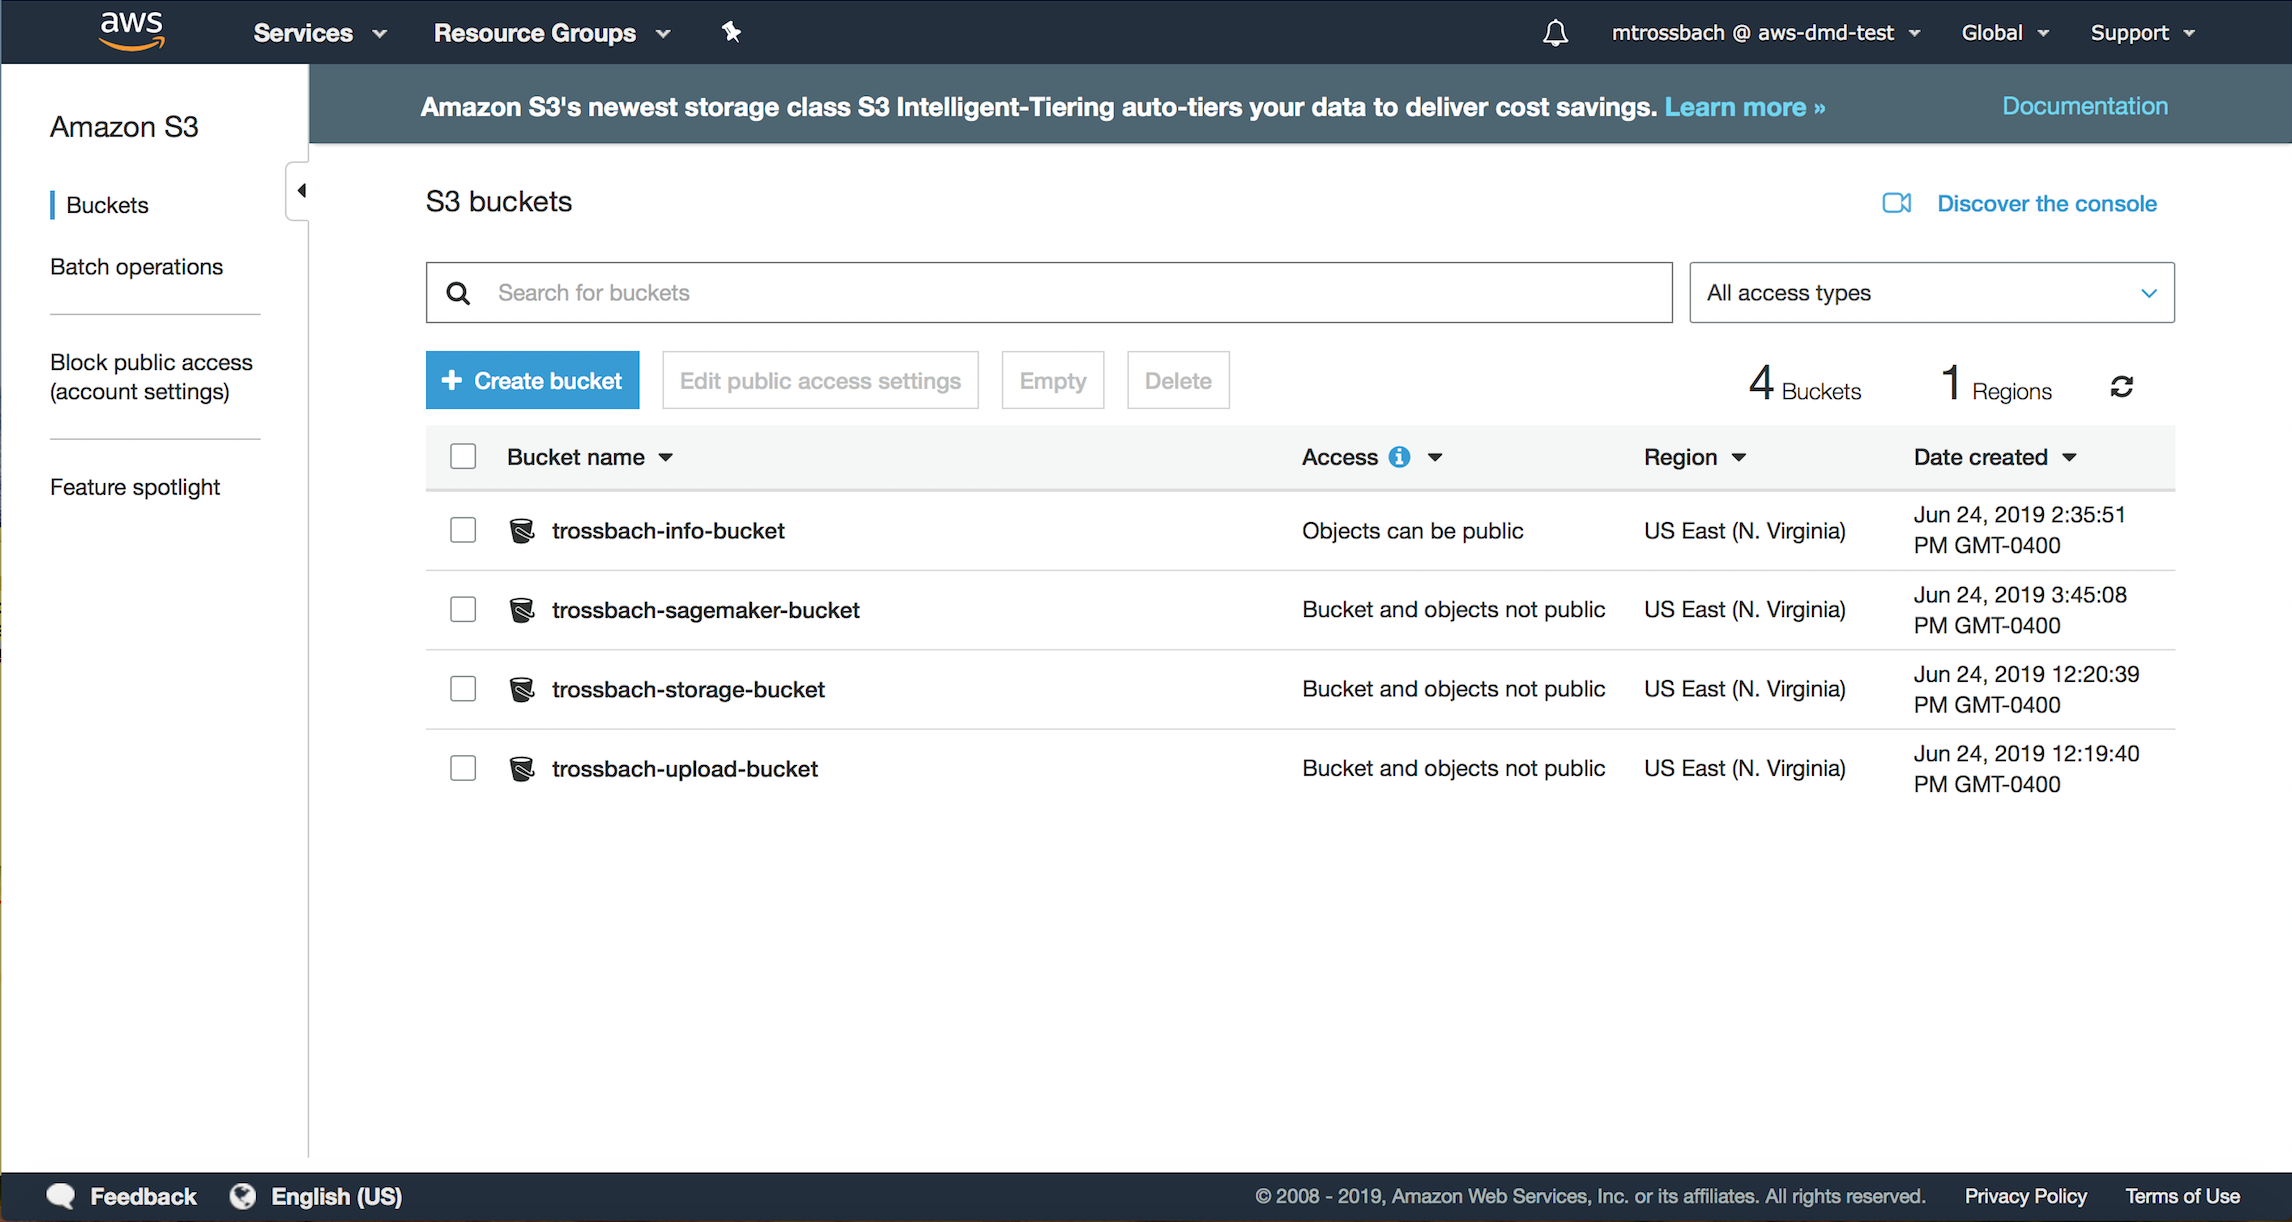 aws Services Resource Groups mtrossbach @ aws-dmd-test Global Support
Amazon S3's newest storage class S3 Intelligent-Tiering auto-tiers your data to deliver cost savings. Learn more » Documentation
Amazon S3
Buckets
Batch operations
Block public access
(account settings)
Feature spotlight
S3 buckets
Discover the console
Search for buckets
All access types
+ Create bucket Edit public access settings Empty Delete
4 Buckets 1 Regions
Bucket name Access i Region Date created
trossbach-info-bucket Objects can be public US East (N. Virginia) Jun 24, 2019 2:35:51
PM GMT-0400
trossbach-sagemaker-bucket Bucket and objects not public US East (N. Virginia) Jun 24, 2019 3:45:08
PM GMT-0400
trossbach-storage-bucket Bucket and objects not public US East (N. Virginia) Jun 24, 2019 12:20:39
PM GMT-0400
trossbach-upload-bucket Bucket and objects not public US East (N. Virginia) Jun 24, 2019 12:19:40
PM GMT-0400
Feedback English (US) © 2008 - 2019, Amazon Web Services, Inc. or its affiliates. All rights reserved. Privacy Policy Terms of Use